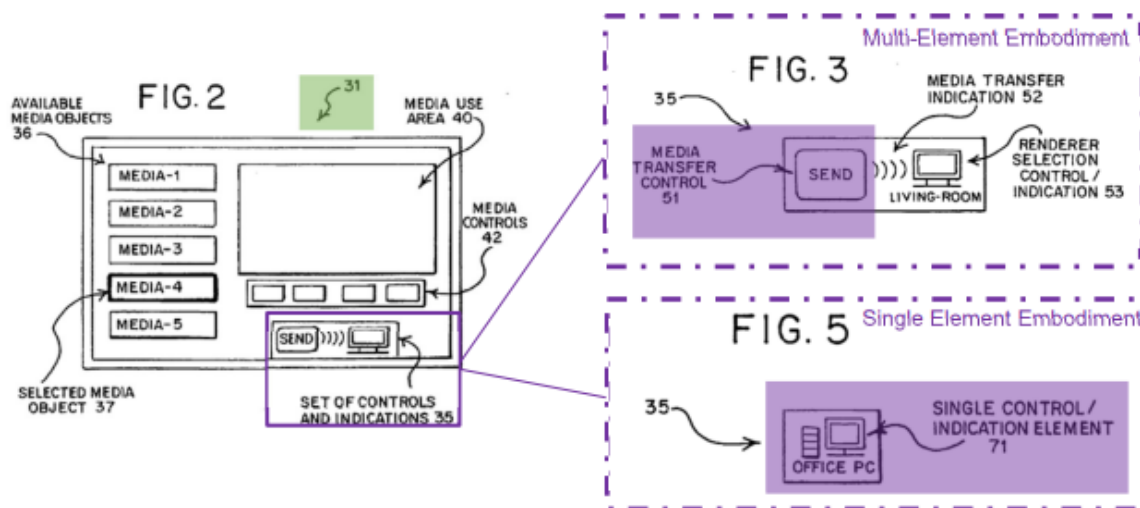 FIG. 2
31
AVAILABLE
MEDIA OBJECTS
36
MEDIA USE
AREA 40
MEDIA-1
MEDIA-2
MEDIA-3
MEDIA-4
MEDIA-5
MEDIA
CONTROLS
42
SEND
SELECTED MEDIA
OBJECT 37
SET OF CONTROLS
AND INDICATIONS 35
Multi-Element Embodiment
FIG. 3
35
MEDIA TRANSFER
INDICATION 52
MEDIA
TRANSFER
CONTROL
51
SEND
LIVING-ROOM
RENDERER
SELECTION
CONTROL/
INDICATION 53
FIG. 5
Single Element Embodiment
35
OFFICE PC
SINGLE CONTROL/
INDICATION ELEMENT
71